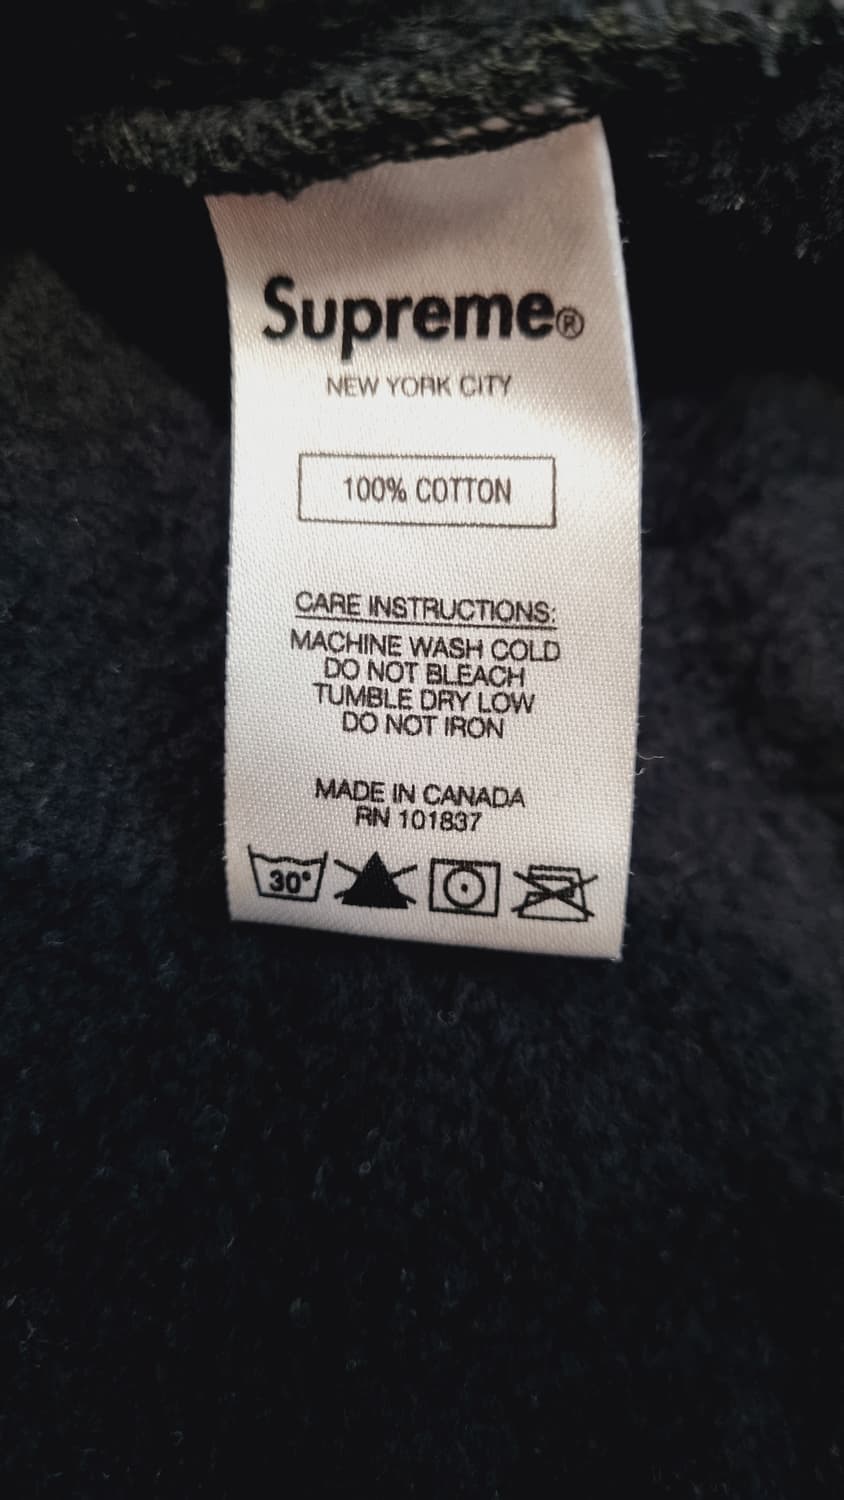 Supreme®
NEW YORK CITY
100% COTTON
CARE INSTRUCTIONS:
MACHINE WASH COLD
DO NOT BLEACH
TUMBLE DRY LOW
DO NOT IRON
MADE IN CANADA
RN 101837
30°